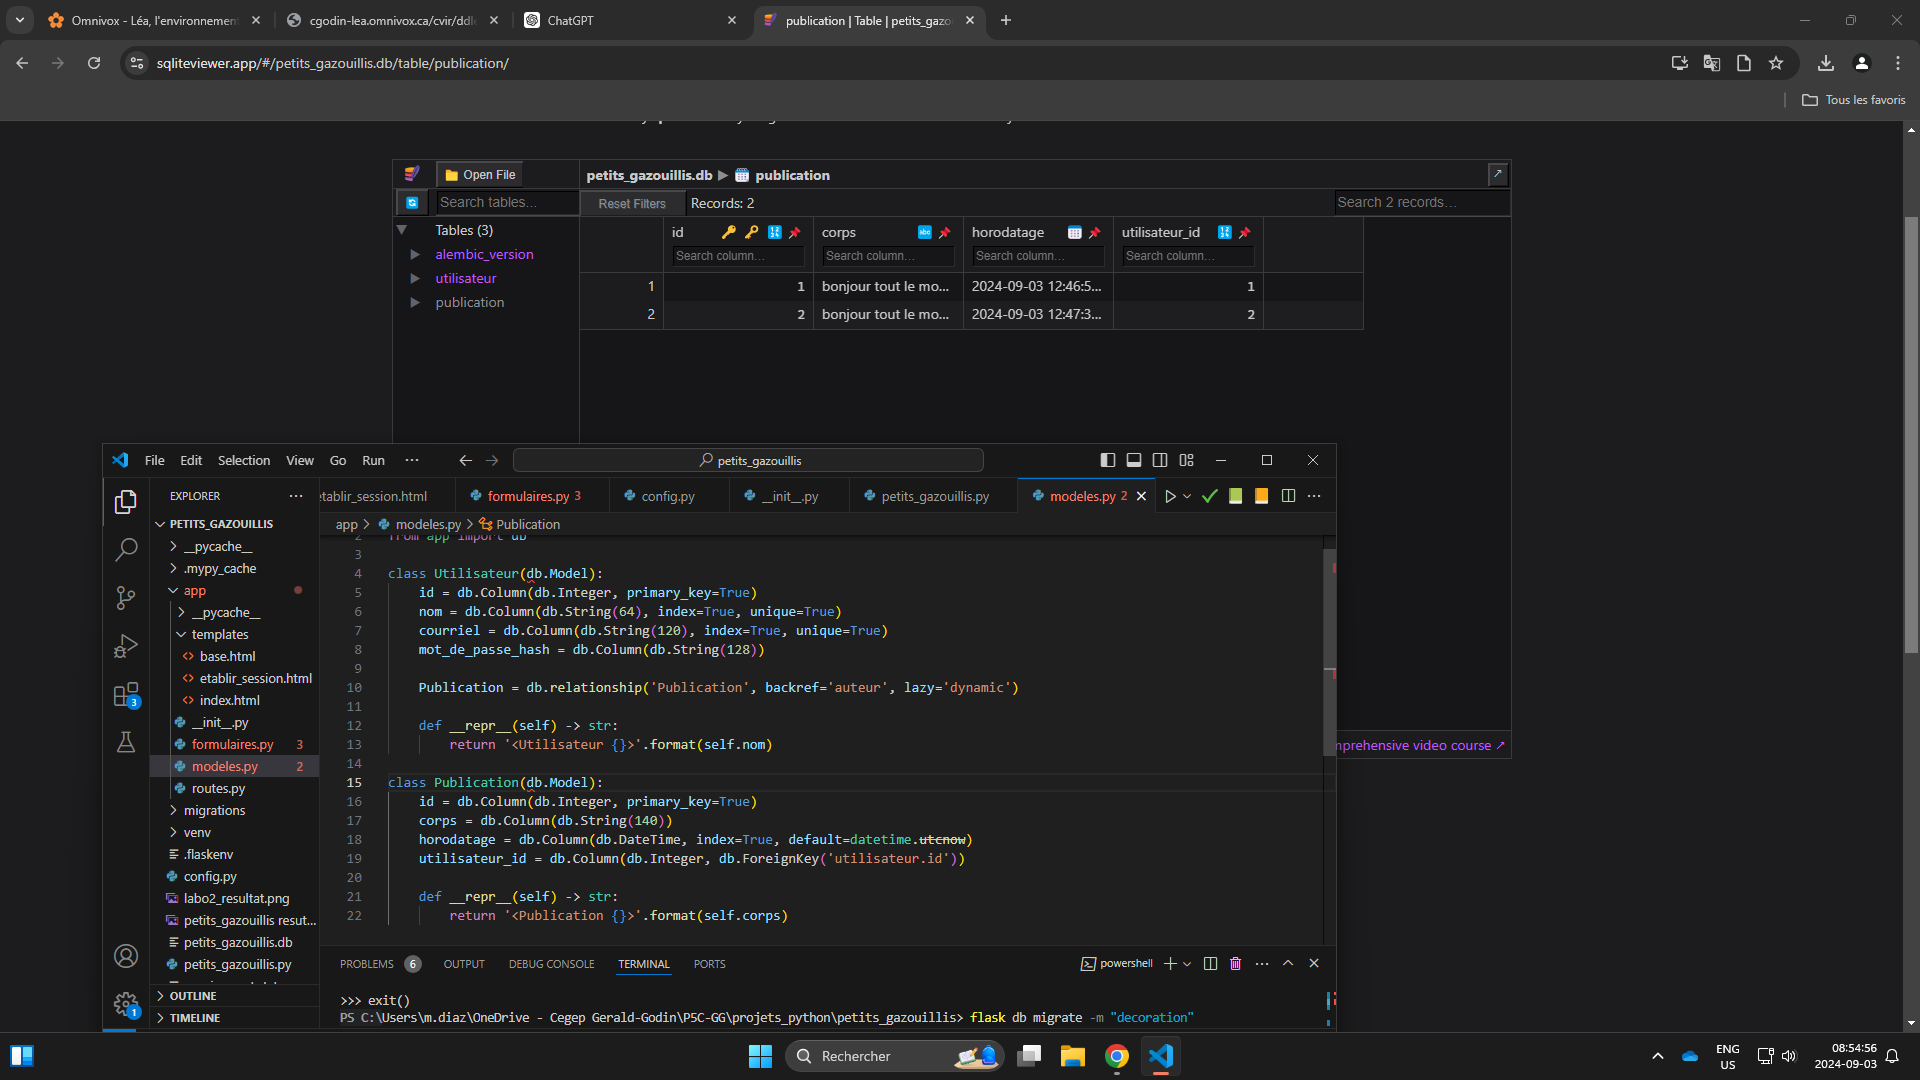 Omnivox - Léa, l'environnement
cgodin-lea.omnivox.ca/cvir/ddle
ChatGPT
publication | Table | petits_gazo
sqliteviewer.app/#/petits_gazouillis.db/table/publication/
Tous les favoris
Open File
petits_gazouillis.db ▶ publication
Search tables...
Reset Filters
Records: 2
Search 2 records...
Tables (3)
alembic_version
utilisateur
publication
id
corps
horodatage
utilisateur_id
Search column...
Search column...
Search column...
Search column...
1 1 bonjour tout le mo... 2024-09-03 12:46:5... 1
2 2 bonjour tout le mo... 2024-09-03 12:47:3... 2
mprehensive video course ↗
File Edit Selection View Go Run ···
petits_gazouillis
EXPLORER
etablir_session.html
formulaires.py 3
config.py
__init__.py
petits_gazouillis.py
modeles.py 2
app > modeles.py > Publication
PETITS_GAZOUILLIS
__pycache__
.mypy_cache
app
__pycache__
templates
base.html
etablir_session.html
index.html
__init__.py
formulaires.py 3
modeles.py 2
routes.py
migrations
venv
.flaskenv
config.py
labo2_resultat.png
petits_gazouillis resut...
petits_gazouillis.db
petits_gazouillis.py
OUTLINE
TIMELINE
3
1
2 from app import db
3
4 class Utilisateur(db.Model):
5 id = db.Column(db.Integer, primary_key=True)
6 nom = db.Column(db.String(64), index=True, unique=True)
7 courriel = db.Column(db.String(120), index=True, unique=True)
8 mot_de_passe_hash = db.Column(db.String(128))
9
10 Publication = db.relationship('Publication', backref='auteur', lazy='dynamic')
11
12 def __repr__(self) -> str:
13 return '<Utilisateur {}>'.format(self.nom)
14
15 class Publication(db.Model):
16 id = db.Column(db.Integer, primary_key=True)
17 corps = db.Column(db.String(140))
18 horodatage = db.Column(db.DateTime, index=True, default=datetime.utcnow)
19 utilisateur_id = db.Column(db.Integer, db.ForeignKey('utilisateur.id'))
20
21 def __repr__(self) -> str:
22 return '<Publication {}>'.format(self.corps)
PROBLEMS 6 OUTPUT DEBUG CONSOLE TERMINAL PORTS
powershell
>>> exit()
PS C:\Users\m.diaz\OneDrive - Cegep Gerald-Godin\P5C-GG\projets_python\petits_gazouillis> flask db migrate -m "decoration"
Rechercher
ENG
US
08:54:56
2024-09-03